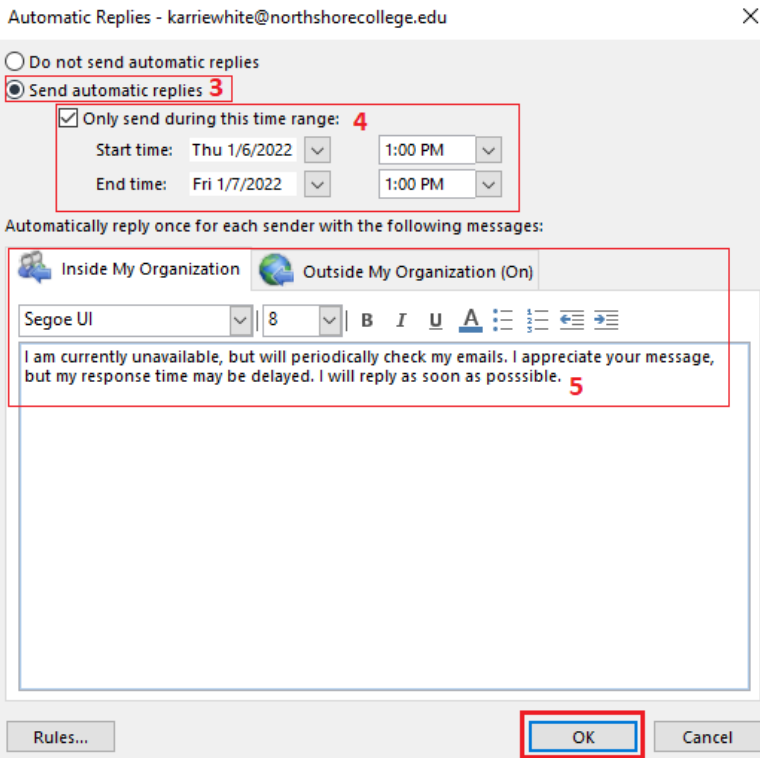 Automatic Replies - karriewhite@northshorecollege.edu
Do not send automatic replies
Send automatic replies 3
Only send during this time range: 4
Start time: Thu 1/6/2022 1:00 PM
End time: Fri 1/7/2022 1:00 PM
Automatically reply once for each sender with the following messages:
Inside My Organization Outside My Organization (On)
Segoe UI 8 B I U A
I am currently unavailable, but will periodically check my emails. I appreciate your message,
but my response time may be delayed. I will reply as soon as posssible. 5
Rules... OK Cancel